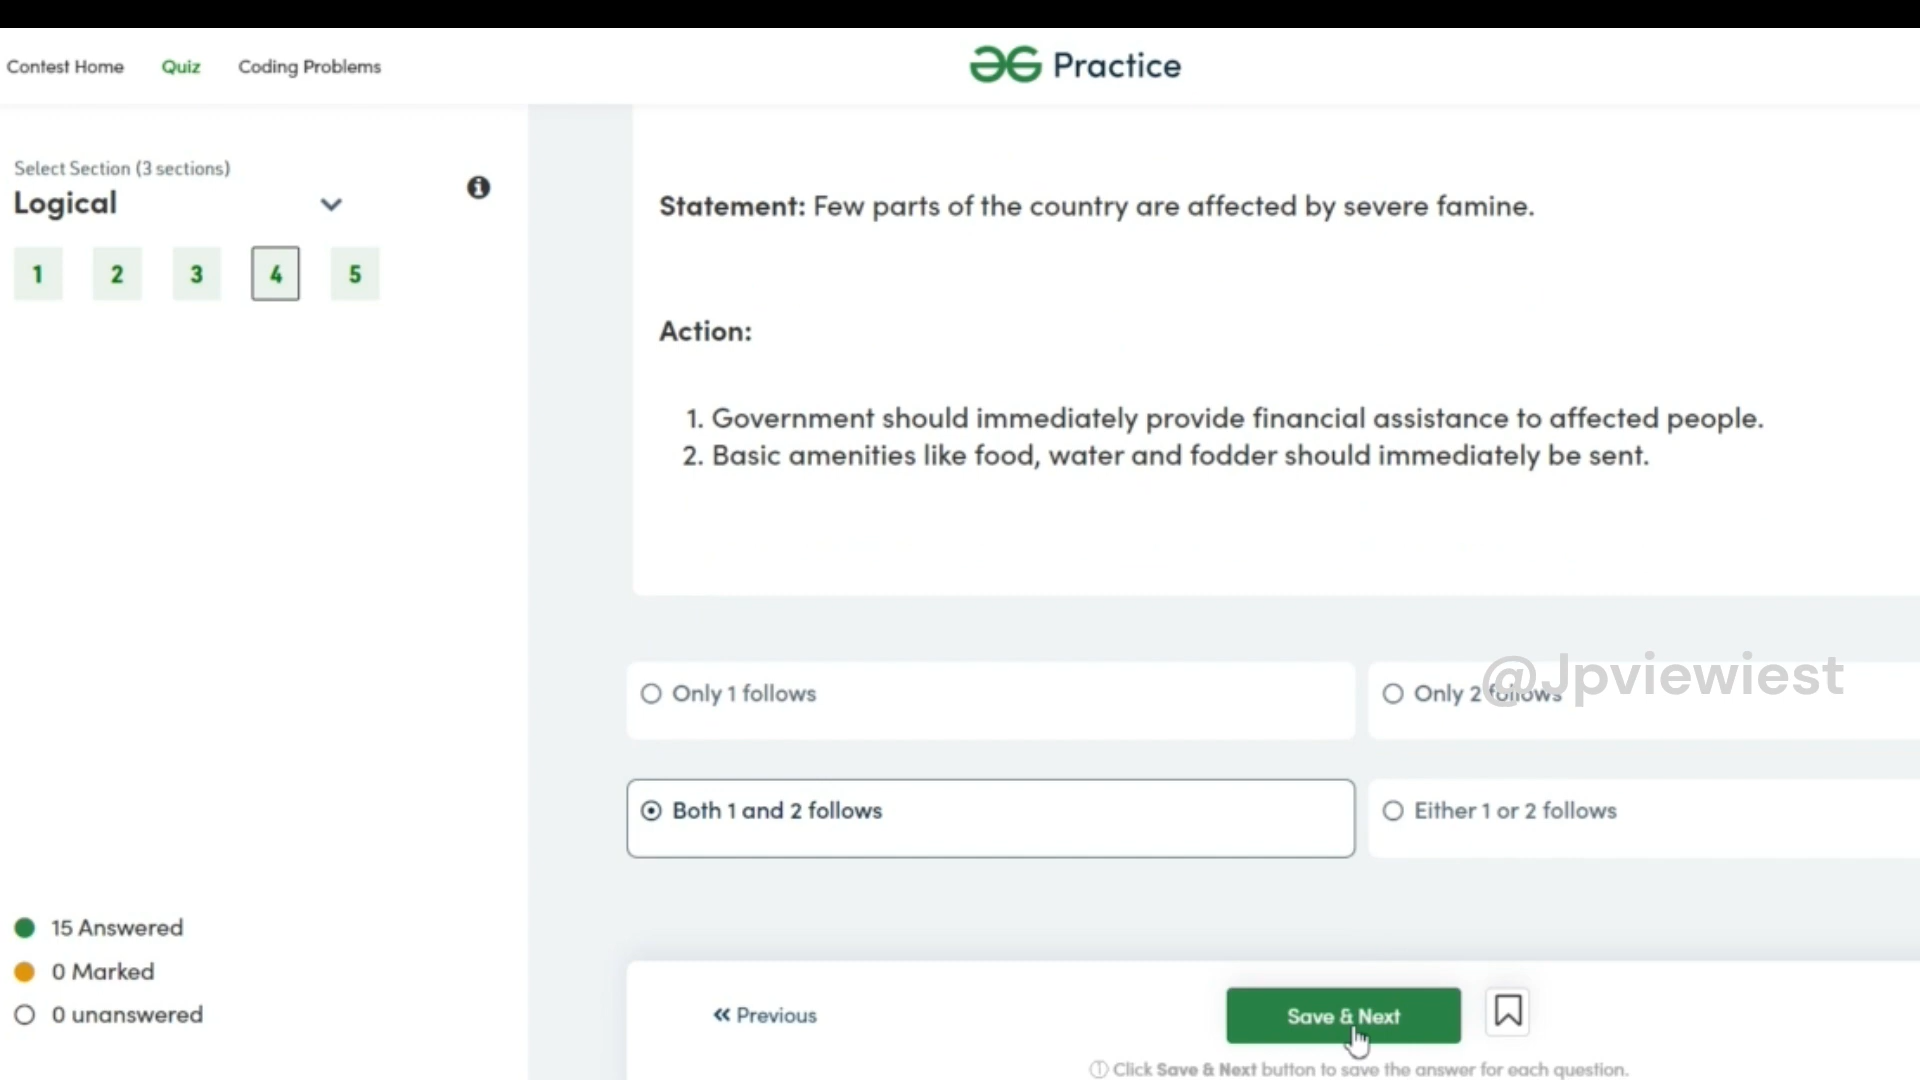 Contest Home Quiz Coding Problems
Practice
Select Section (3 sections)
Logical
1 2 3 4 5
Statement: Few parts of the country are affected by severe famine.
Action:
1. Government should immediately provide financial assistance to affected people.
2. Basic amenities like food, water and fodder should immediately be sent.
Only 1 follows
Only 2 follows
@Jpviewiest
Both 1 and 2 follows
Either 1 or 2 follows
15 Answered
0 Marked
0 unanswered
« Previous
Save & Next
Click Save & Next button to save the answer for each question.